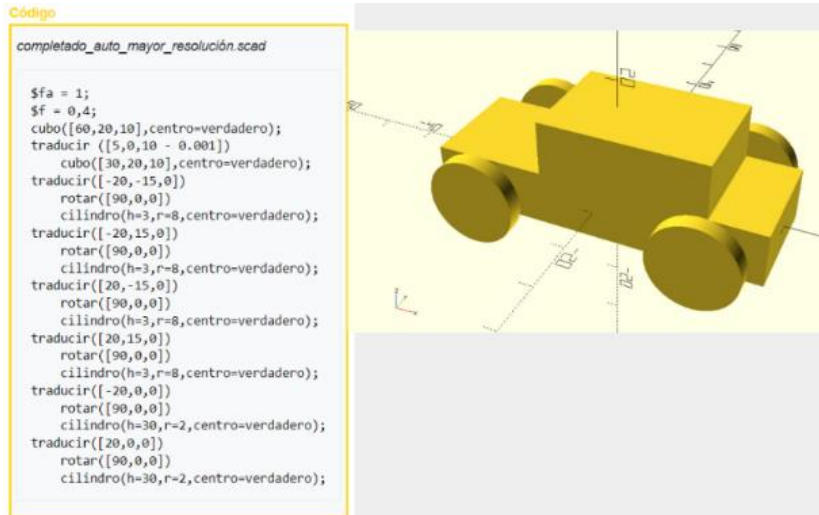 Código
completado_auto_mayor_resolución.scad
$fa = 1;
$f = 0,4;
cubo([60,20,10],centro=verdadero);
traducir ([5,0,10 - 0.001])
cubo([30,20,10],centro=verdadero);
traducir([-20,-15,0])
rotar([90,0,0])
cilindro(h=3,r=8,centro=verdadero);
traducir([-20,15,0])
rotar([90,0,0])
cilindro(h=3,r=8,centro=verdadero);
traducir([20,-15,0])
rotar([90,0,0])
cilindro(h=3,r=8,centro=verdadero);
traducir([20,15,0])
rotar([90,0,0])
cilindro(h=3,r=8,centro=verdadero);
traducir([-20,0,0])
rotar([90,0,0])
cilindro(h=30,r=2,centro=verdadero);
traducir([20,0,0])
rotar([90,0,0])
cilindro(h=30,r=2,centro=verdadero);
20
-20
-20